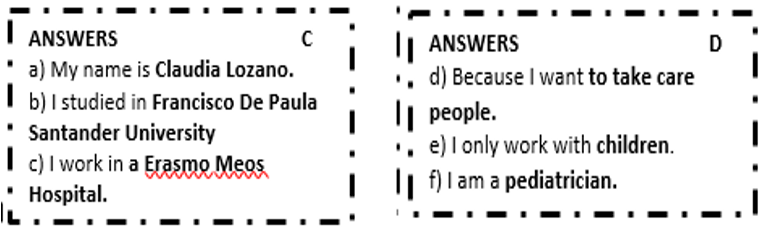 ANSWERS C
a) My name is Claudia Lozano.
b) I studied in Francisco De Paula
Santander University
c) I work in a Erasmo Meos
Hospital.
ANSWERS D
d) Because I want to take care
people.
e) I only work with children.
f) I am a pediatrician.